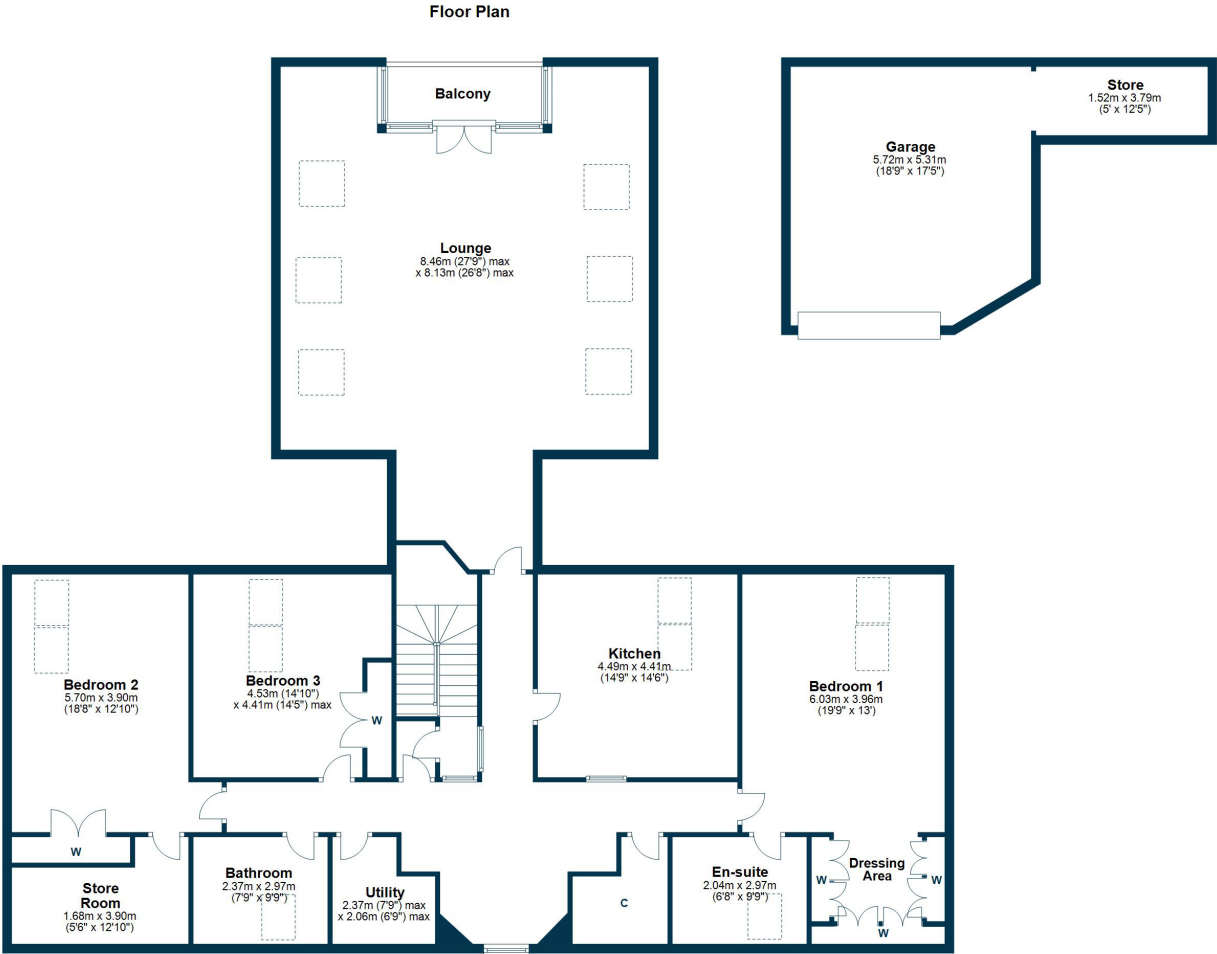 Floor Plan
Balcony
Store
1.52m x 3.79m
(5' x 12'5")
Garage
5.72m x 5.31m
(18'9" x 17'5")
Lounge
8.46m (27'9") max
x 8.13m (26'8") max
Bedroom 2
5.70m x 3.90m
(18'8" x 12'10")
Bedroom 3
4.53m (14'10")
x 4.41m (14'5") max
W
Kitchen
4.49m x 4.41m
(14'9" x 14'6")
Bedroom 1
6.03m x 3.96m
(19'9" x 13')
W
Store
Room
1.68m x 3.90m
(5'6" x 12'10")
Bathroom
2.37m x 2.97m
(7'9" x 9'9")
Utility
2.37m (7'9") max
x 2.06m (6'9") max
C
En-suite
2.04m x 2.97m
(6'8" x 9'9")
Dressing
Area
W
W
W